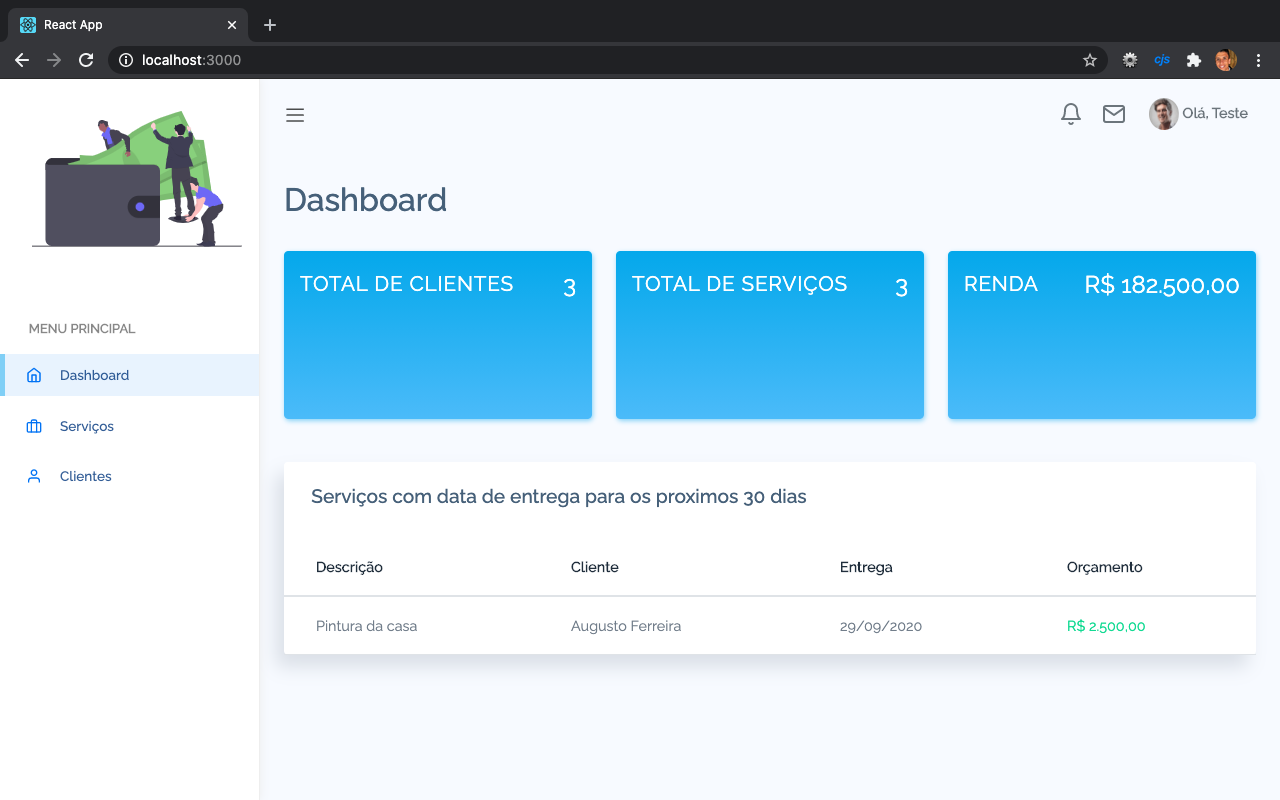 React App
localhost:3000
cjs
Olá, Teste
Dashboard
TOTAL DE CLIENTES 3
TOTAL DE SERVIÇOS 3
RENDA R$ 182.500,00
MENU PRINCIPAL
Dashboard
Serviços
Clientes
Serviços com data de entrega para os proximos 30 dias
Descrição Cliente Entrega Orçamento
Pintura da casa Augusto Ferreira 29/09/2020 R$ 2.500,00